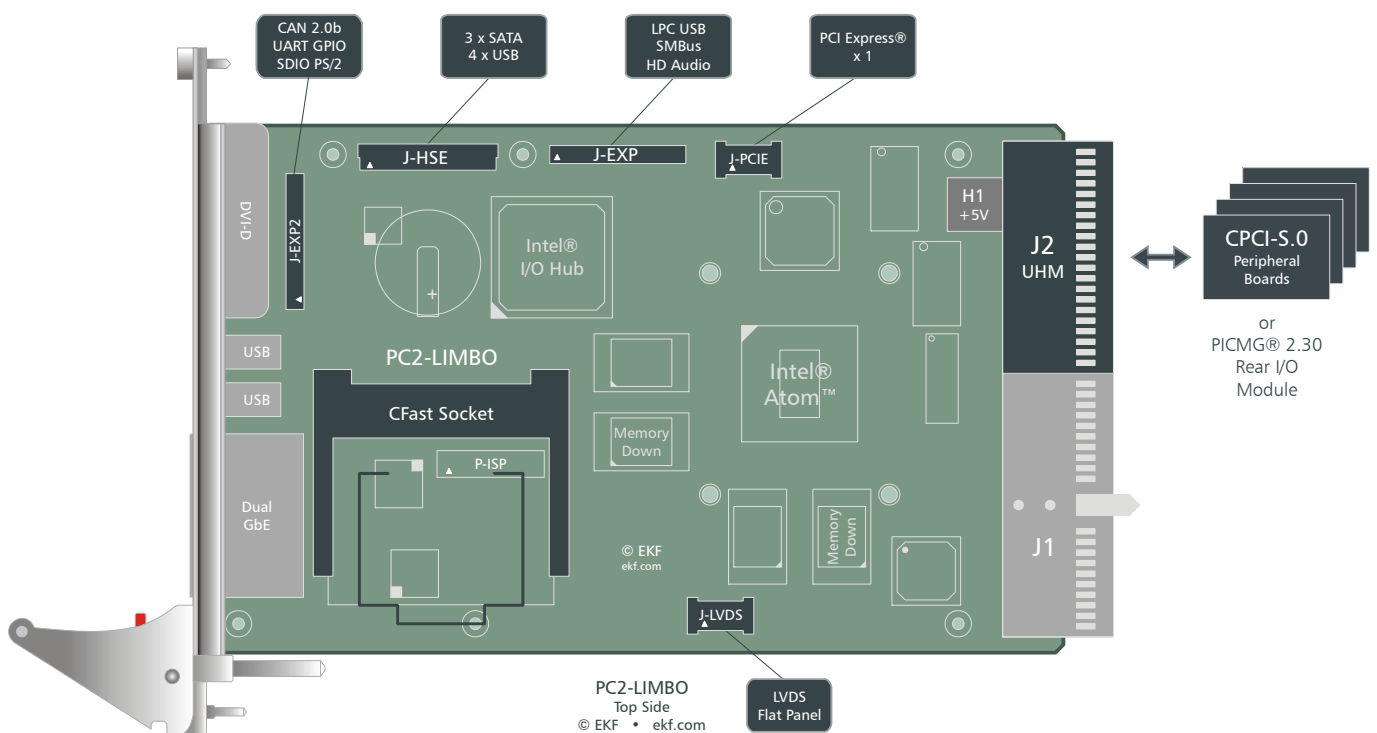 CAN 2.0b
UART GPIO
SDIO PS/2
3 x SATA
4 x USB
LPC USB
SMBus
HD Audio
PCI Express®
x 1
J-HSE
J-EXP
J-PCIE
DVI-D
J-EXP2
H1
+5V
Intel®
I/O Hub
+
J2
UHM
CPCI-S.0
Peripheral
Boards
or
PICMG® 2.30
Rear I/O
Module
USB
USB
PC2-LIMBO
CFast Socket
Intel®
Atom™
Memory
Down
P-ISP
Dual
GbE
© EKF
ekf.com
Memory
Down
J1
J-LVDS
PC2-LIMBO
Top Side
© EKF • ekf.com
LVDS
Flat Panel